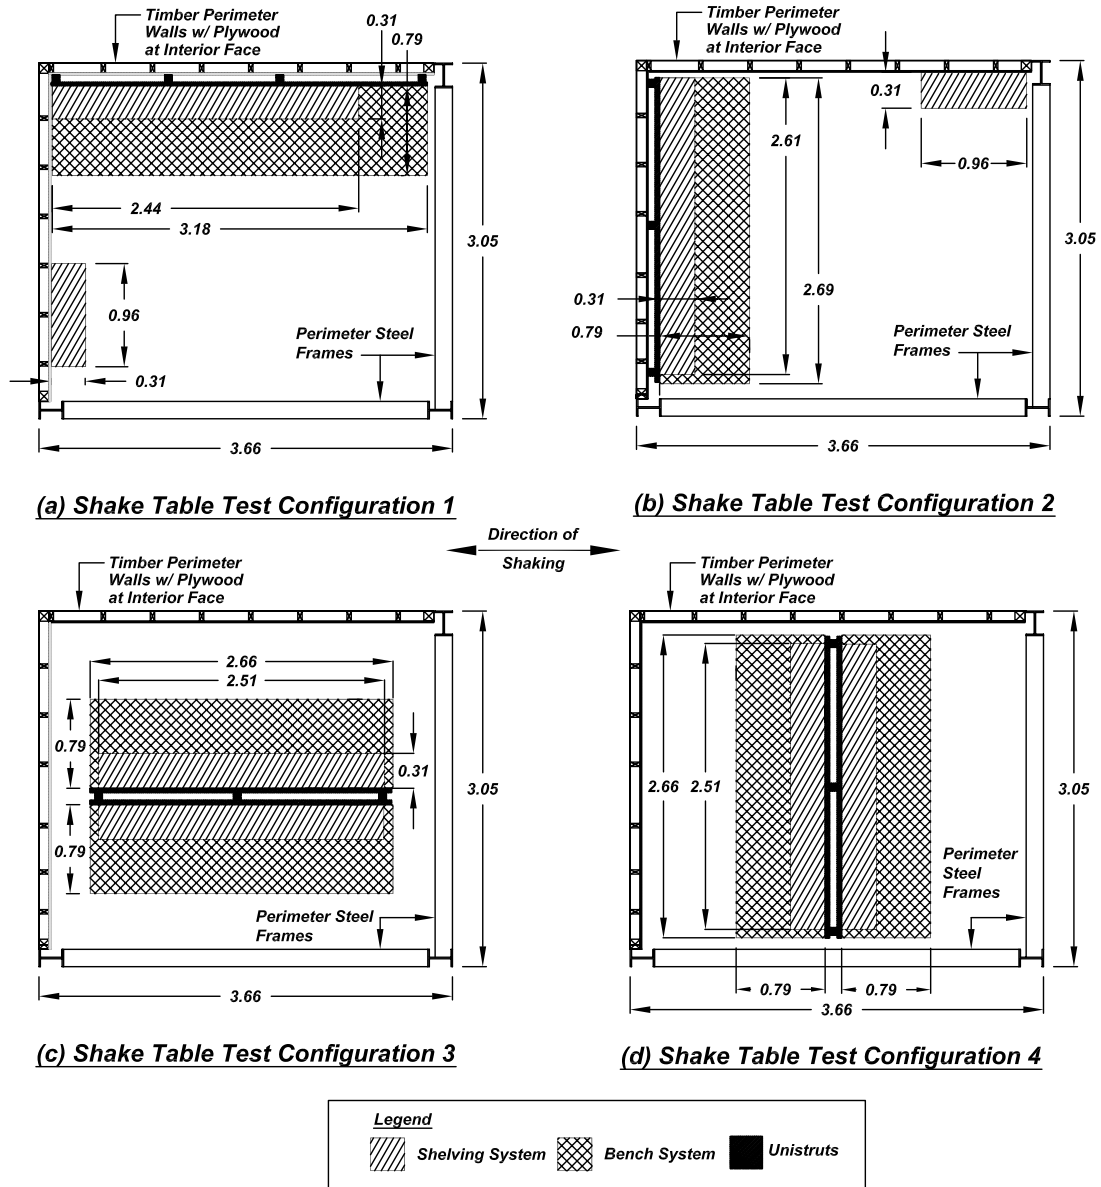 Timber Perimeter
Walls w/ Plywood
at Interior Face
0.31
0.79
2.44
3.18
3.05
0.96
0.31
Perimeter Steel
Frames
3.66
(a) Shake Table Test Configuration 1
Timber Perimeter
Walls w/ Plywood
at Interior Face
0.31
0.96
2.61
2.69
3.05
0.31
0.79
Perimeter Steel
Frames
3.66
(b) Shake Table Test Configuration 2
Direction of
Shaking
Timber Perimeter
Walls w/ Plywood
at Interior Face
2.66
2.51
0.79
0.31
3.05
0.79
Perimeter Steel
Frames
3.66
(c) Shake Table Test Configuration 3
Timber Perimeter
Walls w/ Plywood
at Interior Face
2.66
2.51
3.05
Perimeter
Steel
Frames
0.79
0.79
3.66
(d) Shake Table Test Configuration 4
Legend
Shelving System
Bench System
Unistruts